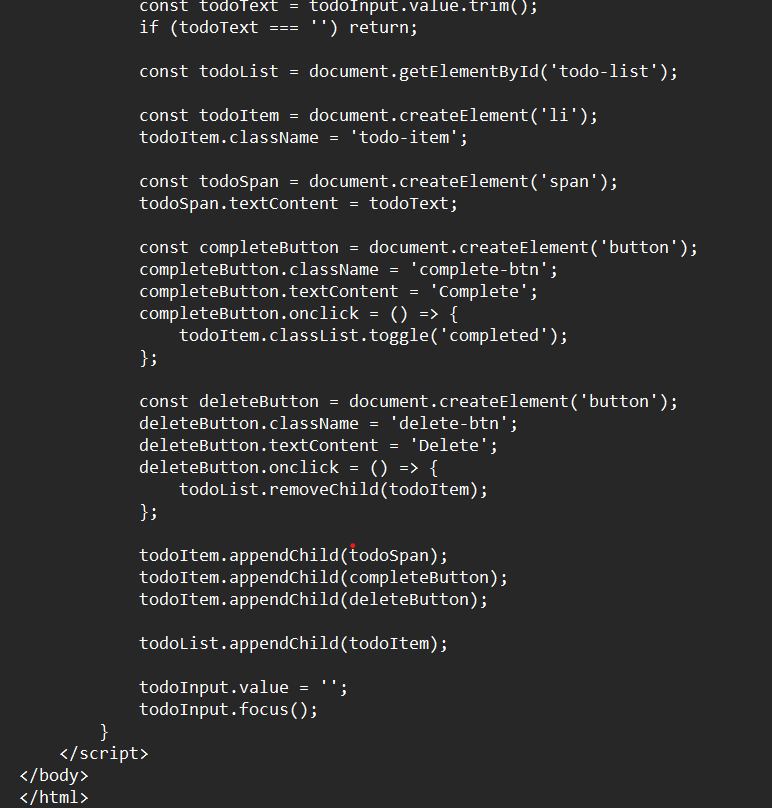 const todoText = todoInput.value.trim();
if (todoText === '') return;
const todoList = document.getElementById('todo-list');
const todoItem = document.createElement('li');
todoItem.className = 'todo-item';
const todoSpan = document.createElement('span');
todoSpan.textContent = todoText;
const completeButton = document.createElement('button');
completeButton.className = 'complete-btn';
completeButton.textContent = 'Complete';
completeButton.onclick = () => {
todoItem.classList.toggle('completed');
};
const deleteButton = document.createElement('button');
deleteButton.className = 'delete-btn';
deleteButton.textContent = 'Delete';
deleteButton.onclick = () => {
todoList.removeChild(todoItem);
};
todoItem.appendChild(todoSpan);
todoItem.appendChild(completeButton);
todoItem.appendChild(deleteButton);
todoList.appendChild(todoItem);
todoInput.value = '';
todoInput.focus();
}
</script>
</body>
</html>